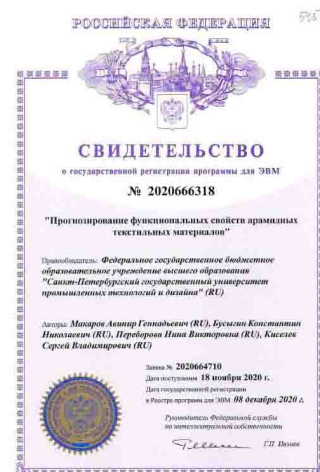 РОССИЙСКАЯ ФЕДЕРАЦИЯ
СВИДЕТЕЛЬСТВО
о государственной регистрации программы для ЭВМ
№ 2020666318
"Прогнозирование функциональных свойств арамидных
текстильных материалов"
Правообладатель: Федеральное государственное бюджетное
образовательное учреждение высшего образования
"Санкт-Петербургский государственный университет
промышленных технологий и дизайна" (RU)
Авторы: Макаров Авинир Геннадьевич (RU), Бусыгин Константин
Николаевич (RU), Переборова Нина Викторовна (RU), Киселев
Сергей Владимирович (RU)
Заявка № 2020664710
Дата поступления 18 ноября 2020 г.
Дата государственной регистрации
в Реестре программ для ЭВМ 08 декабря 2020 г.
Руководитель Федеральной службы
по интеллектуальной собственности
Г.П. Ивлиев